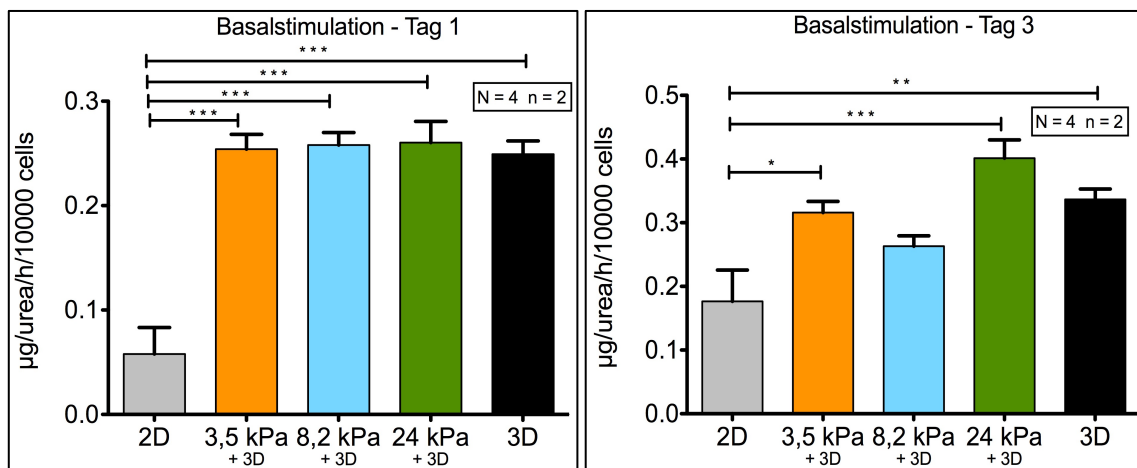 Basalstimulation - Tag 1
***
***
***
***
N = 4 n = 2
µg/urea/h/10000 cells
0.3
0.2
0.1
0.0
2D 3,5 kPa 8,2 kPa 24 kPa 3D
+ 3D + 3D + 3D
Basalstimulation - Tag 3
**
***
*
N = 4 n = 2
µg/urea/h/10000 cells
0.5
0.4
0.3
0.2
0.1
0.0
2D 3,5 kPa 8,2 kPa 24 kPa 3D
+ 3D + 3D + 3D